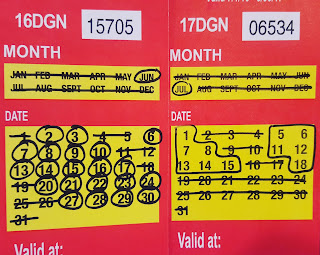 16DGN 15705
MONTH
JAN FEB MAR APR MAY JUN
JUL AUG SEPT OCT NOV DEC
DATE
1 2 3 4 5 6
7 8 9 10 11 12
13 14 15 16 17 18
19 20 21 22 23 24
25 26 27 28 29 30
31
Valid at:
17DGN 06534
MONTH
JAN FEB MAR APR MAY JUN
JUL AUG SEPT OCT NOV DEC
DATE
1 2 3 4 5 6
7 8 9 10 11 12
13 14 15 16 17 18
19 20 21 22 23 24
25 26 27 28 29 30
31
Valid at: